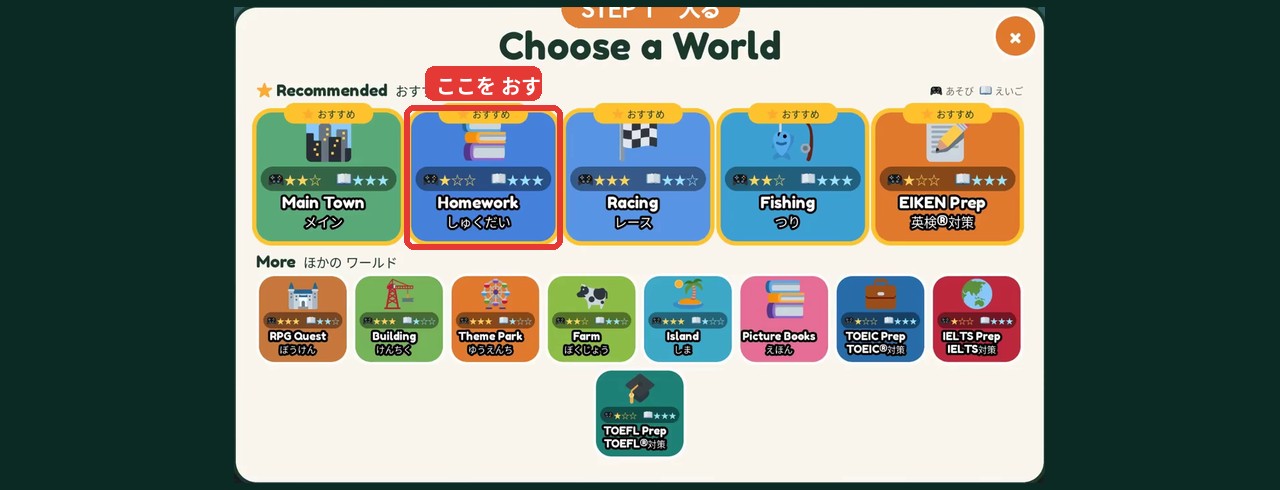 STEP 1 入る
Choose a World
Recommended おすす
ここを おす
あそび えいご
おすすめ
Main Town
メイン
おすすめ
Homework
しゅくだい
おすすめ
Racing
レース
おすすめ
Fishing
つり
おすすめ
EIKEN Prep
英検®対策
More ほかの ワールド
RPG Quest
ぼうけん
Building
けんちく
Theme Park
ゆうえんち
Farm
ぼくじょう
Island
しま
Picture Books
えほん
TOEIC Prep
TOEIC®対策
IELTS Prep
IELTS対策
TOEFL Prep
TOEFL®対策